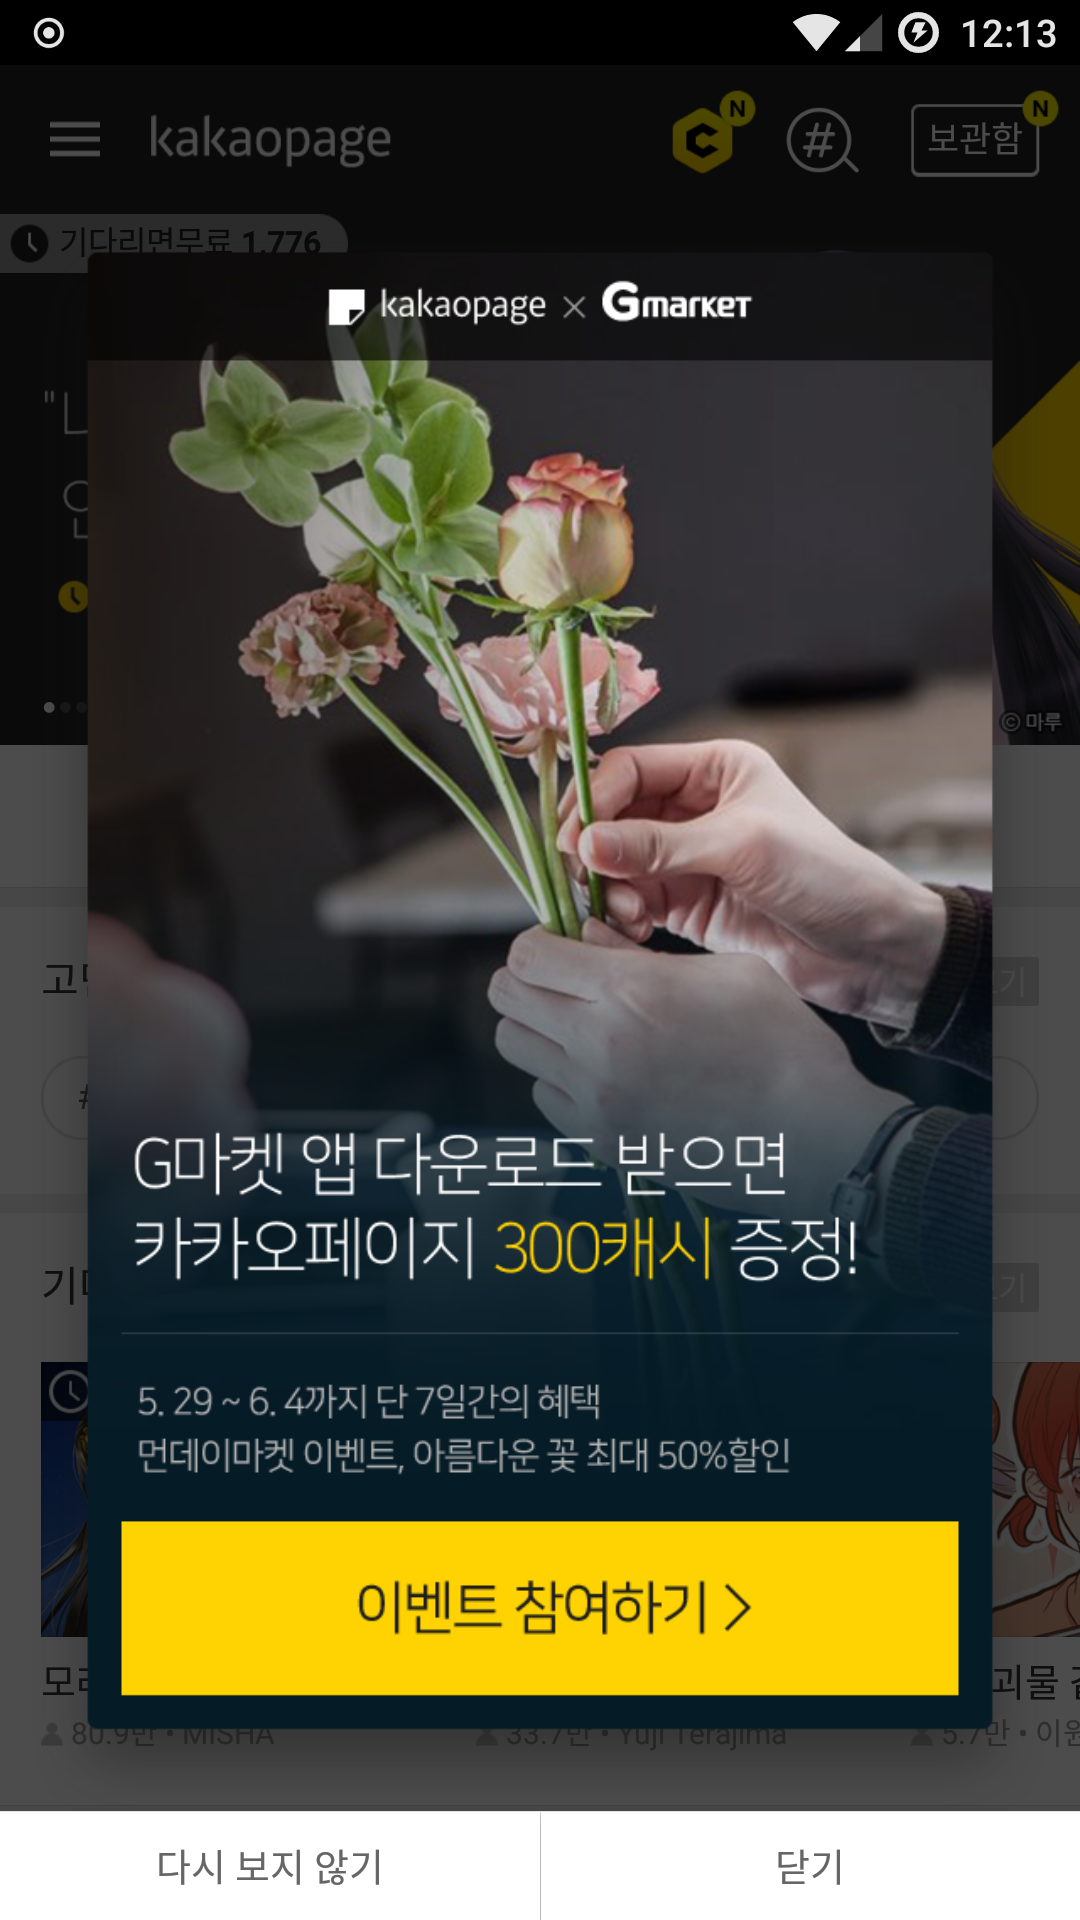 12:13
kakaopage
N
보관함
N
기다리면무료 1,776
kakaopage × Gmarket
© 마루
G마켓 앱 다운로드 받으면
카카오페이지 300캐시 증정!
5. 29 ~ 6. 4까지 단 7일간의 혜택
먼데이마켓 이벤트, 아름다운 꽃 최대 50%할인
이벤트 참여하기 >
괴물
80.9만 • MISHA
33.7만 • Yuji Terajima
5.7만 • 이원
다시 보지 않기
닫기